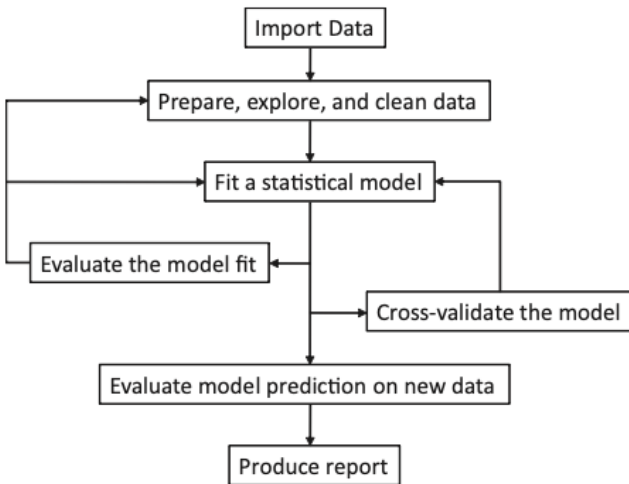 Import Data
Prepare, explore, and clean data
Fit a statistical model
Evaluate the model fit
Cross-validate the model
Evaluate model prediction on new data
Produce report